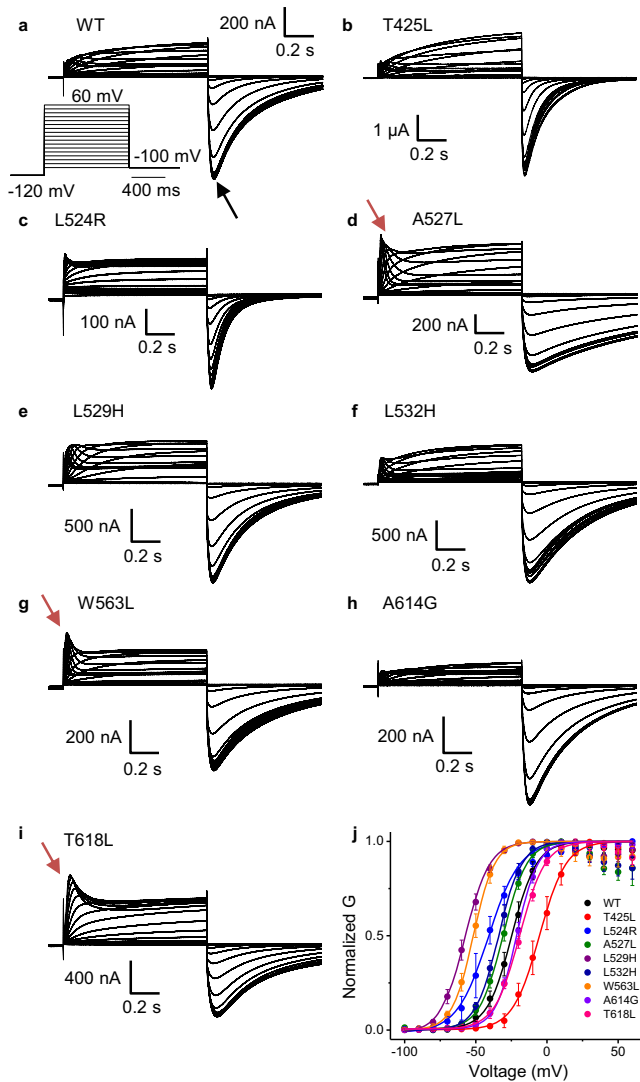 a WT 200 nA 0.2 s
60 mV
-100 mV
-120 mV 400 ms
b T425L
1 µA
0.2 s
c L524R
100 nA
0.2 s
d A527L
200 nA
0.2 s
e L529H
500 nA
0.2 s
f L532H
500 nA
0.2 s
g W563L
200 nA
0.2 s
h A614G
200 nA
0.2 s
i T618L
400 nA
0.2 s
j
Normalized G
1.0
0.5
0.0
WT
T425L
L524R
A527L
L529H
L532H
W563L
A614G
T618L
-100 -50 0 50
Voltage (mV)